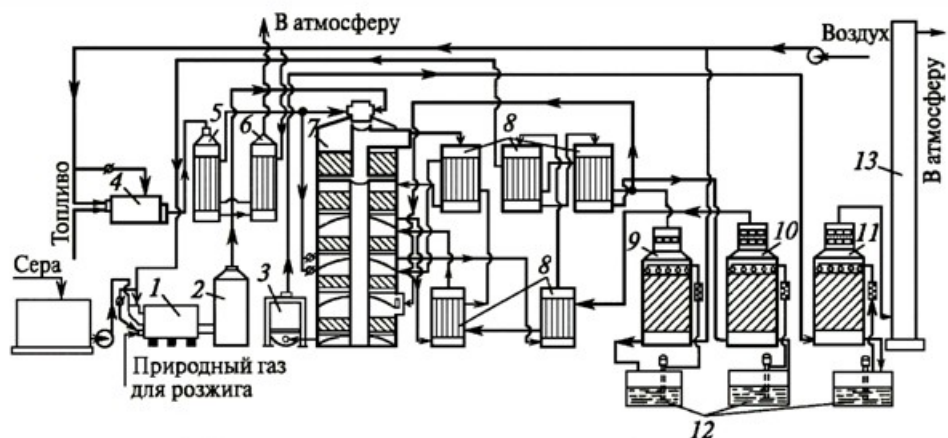 В атмосферу
Воздух
В атмосферу
5
6
7
8
13
4
Топливо
9
10
11
Сера
1
2
3
8
Природный газ
для розжига
12